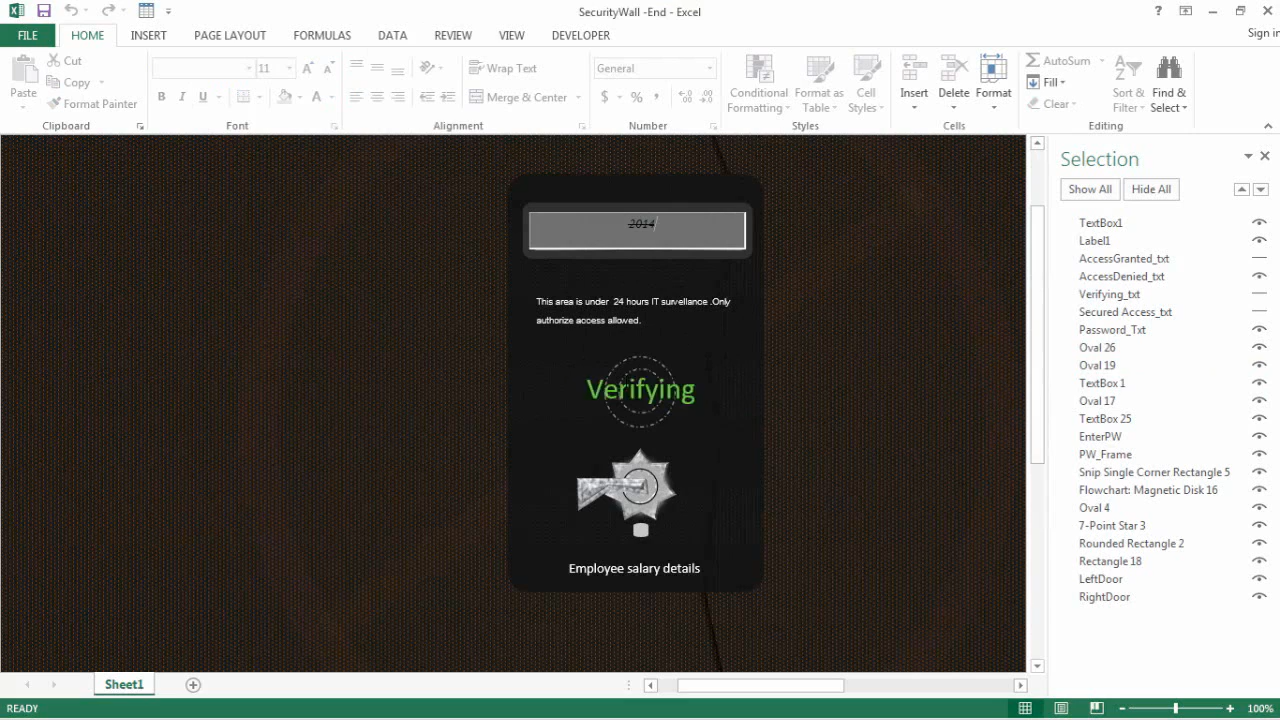 SecurityWall -End - Excel
?
FILE HOME INSERT PAGE LAYOUT FORMULAS DATA REVIEW VIEW DEVELOPER Sign in
Paste
Cut
Copy
Format Painter
Clipboard
11
B I U
A
Font
Wrap Text
Merge & Center
Alignment
General
$ % ,
Number
Conditional Formatting
Format as Table
Cell Styles
Styles
Insert
Delete
Format
Cells
AutoSum
Fill
Clear
Sort & Filter
Find & Select
Editing
2014
This area is under 24 hours IT survellance .Only
authorize access allowed.
Verifying
Employee salary details
Selection
Show All Hide All
TextBox1
Label1
AccessGranted_txt
AccessDenied_txt
Verifying_txt
Secured Access_txt
Password_Txt
Oval 26
Oval 19
TextBox 1
Oval 17
TextBox 25
EnterPW
PW_Frame
Snip Single Corner Rectangle 5
Flowchart: Magnetic Disk 16
Oval 4
7-Point Star 3
Rounded Rectangle 2
Rectangle 18
LeftDoor
RightDoor
Sheet1
READY
100%